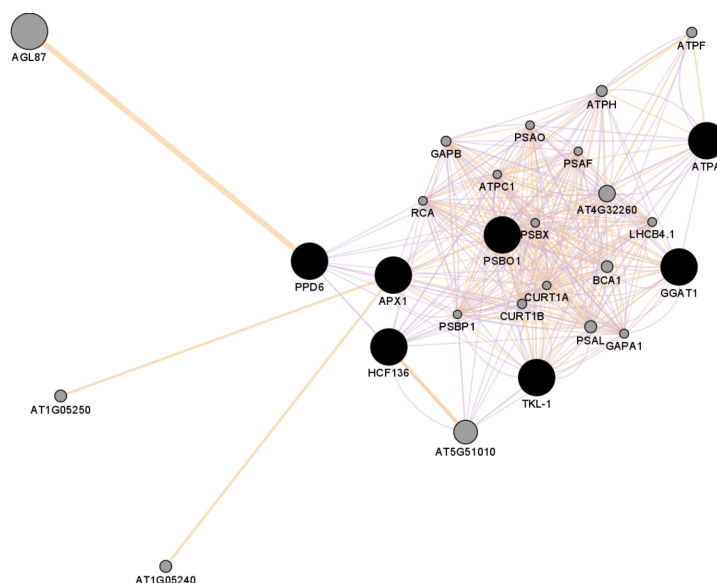 AGL87
ATPF
ATPH
PSAO
ATPA
GAPB
PSAF
ATPC1
AT4G32260
RCA
PSBX
LHCB4.1
PSBO1
PPD6
APX1
BCA1
GGAT1
CURT1A
CURT1B
PSBP1
PSAL
GAPA1
HCF136
TKL-1
AT1G05250
AT5G51010
AT1G05240